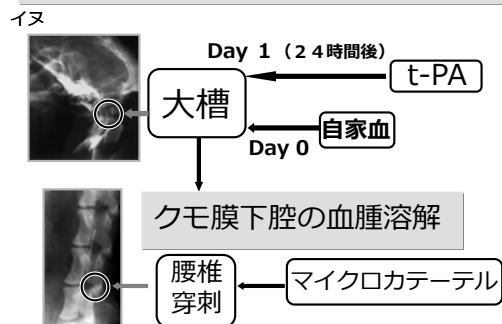 イヌ
Day 1（２４時間後）
t-PA
大槽
自家血
Day 0
クモ膜下腔の血腫溶解
腰椎
穿刺
マイクロカテーテル